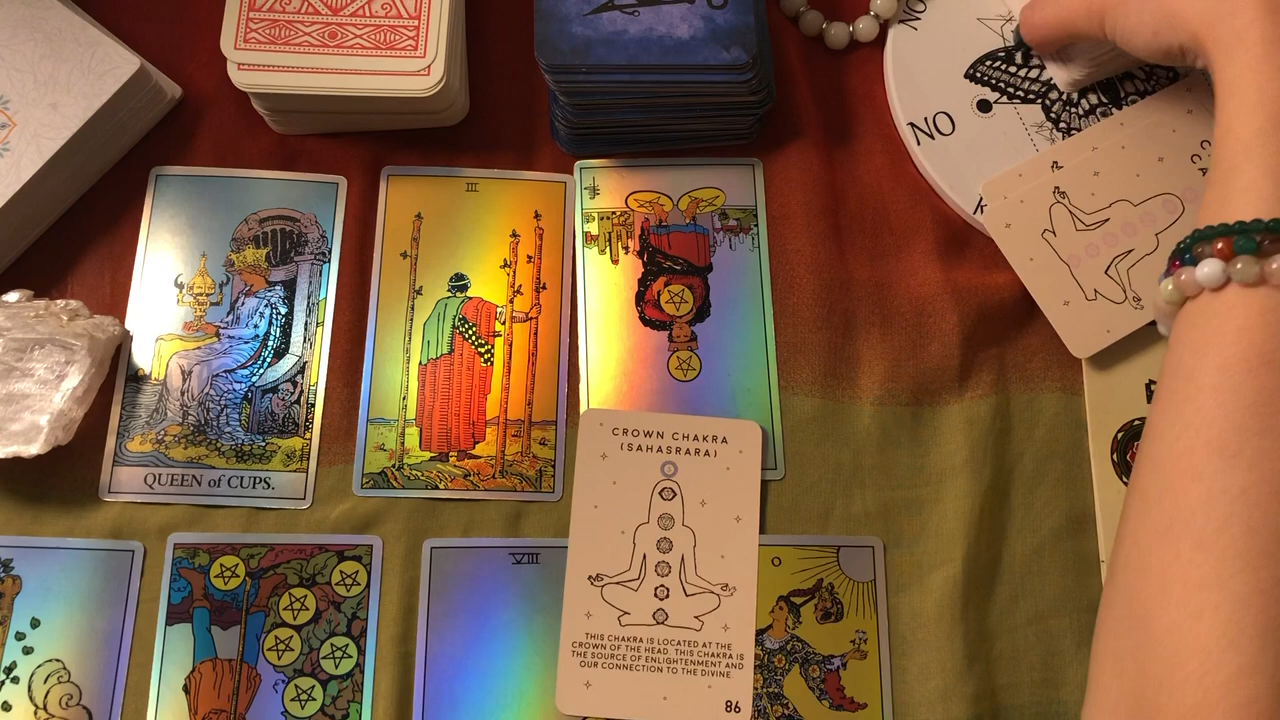 NO
NO
III
QUEEN of CUPS.
CROWN CHAKRA
(SAHASRARA)
THIS CHAKRA IS LOCATED AT THE
CROWN OF THE HEAD. THIS CHAKRA IS
THE SOURCE OF ENLIGHTENMENT AND
OUR CONNECTION TO THE DIVINE.
86
VIII
O